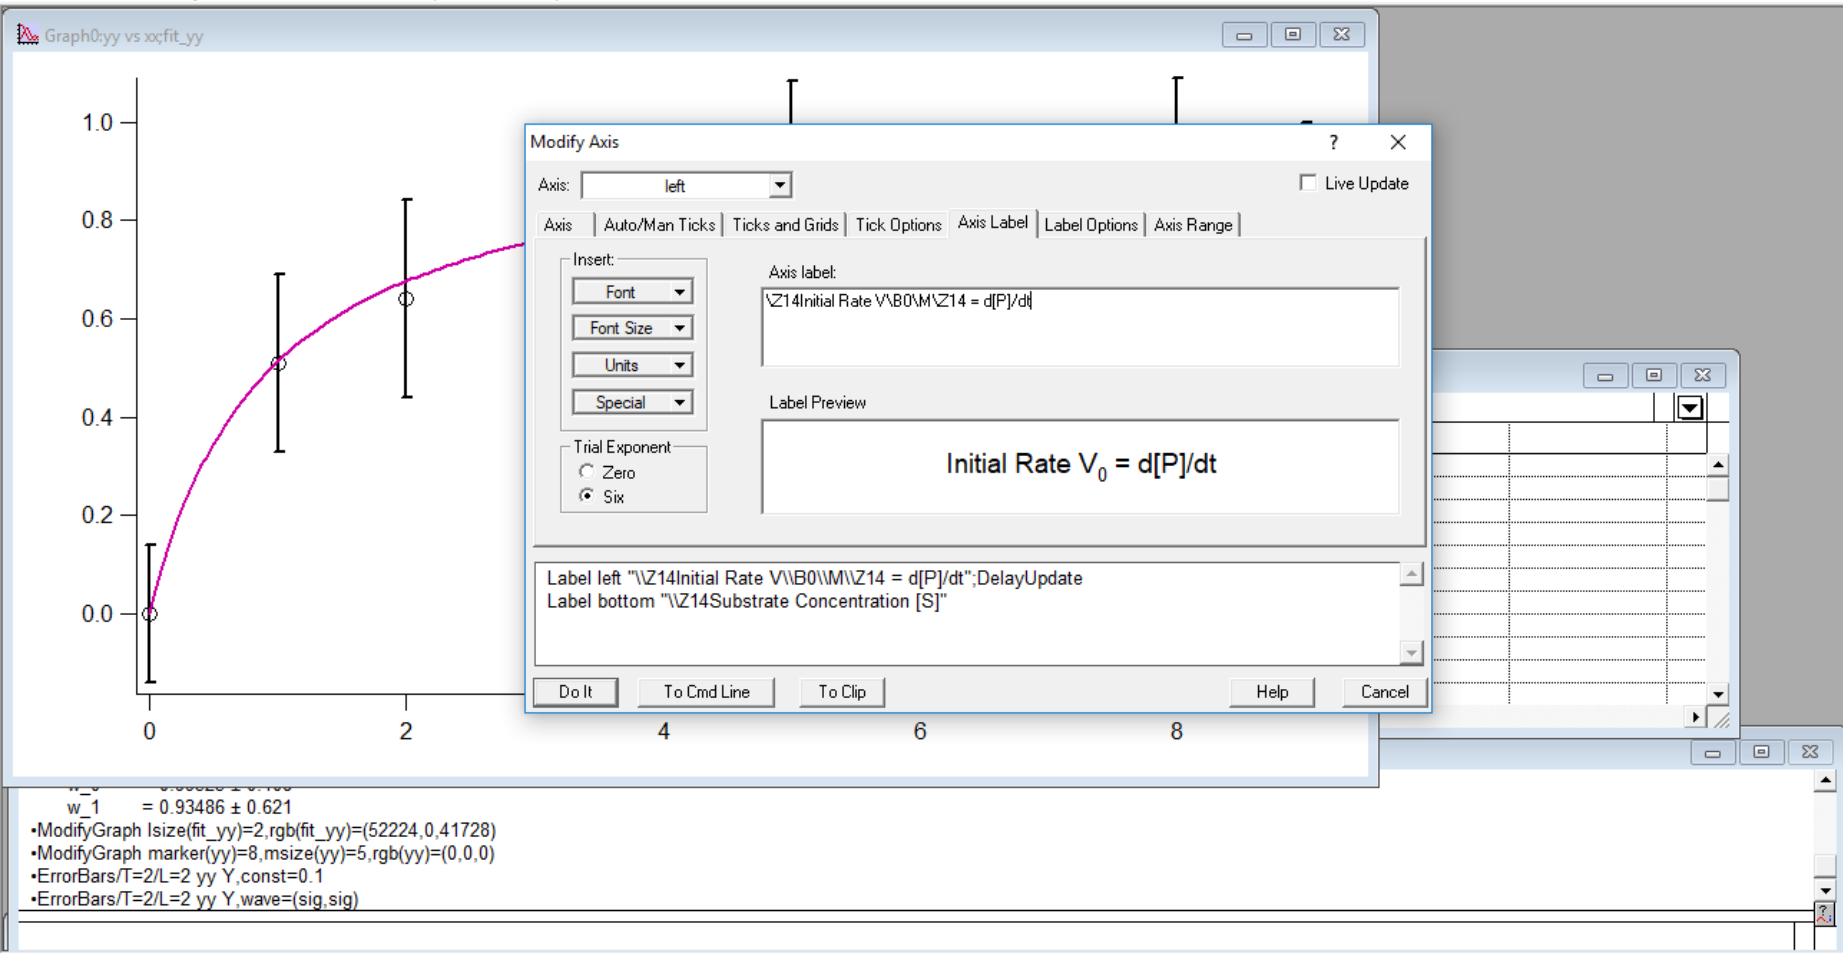 Graph0:yy vs xx;fit_yy
1.0
0.8
0.6
0.4
0.2
0.0
0 2 4 6 8
Modify Axis ?
Axis: left Live Update
Axis Auto/Man Ticks Ticks and Grids Tick Options Axis Label Label Options Axis Range
Insert:
Font
Font Size
Units
Special
Trial Exponent
Zero
Six
Axis label:
\Z14Initial Rate V\B0\M\Z14 = d[P]/dt
Label Preview
Initial Rate V₀ = d[P]/dt
Label left "\\Z14Initial Rate V\\B0\\M\\Z14 = d[P]/dt";DelayUpdate
Label bottom "\\Z14Substrate Concentration [S]"
Do It To Cmd Line To Clip Help Cancel
w_1 = 0.93486 ± 0.621
•ModifyGraph lsize(fit_yy)=2,rgb(fit_yy)=(52224,0,41728)
•ModifyGraph marker(yy)=8,msize(yy)=5,rgb(yy)=(0,0,0)
•ErrorBars/T=2/L=2 yy Y,const=0.1
•ErrorBars/T=2/L=2 yy Y,wave=(sig,sig)